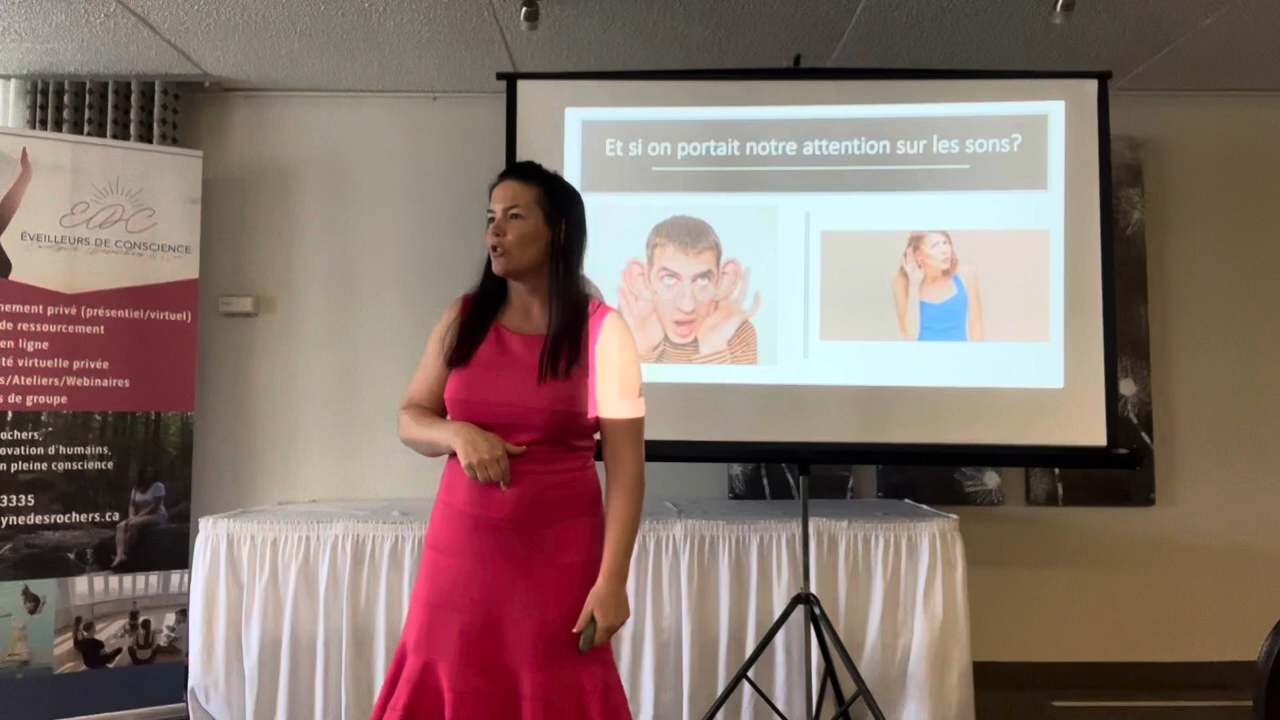 EDC
ÉVEILLEURS DE CONSCIENCE
nement privé (présentiel/virtuel)
de ressourcement
en ligne
té virtuelle privée
s/Ateliers/Webinaires
s de groupe
ochers,
ovation d'humains,
n pleine conscience
3335
ynedesrochers.ca
Et si on portait notre attention sur les sons?